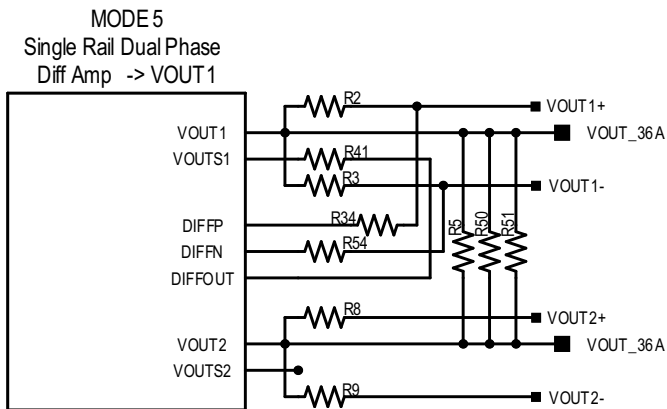 MODE 5
Single Rail Dual Phase
Diff Amp -> VOUT1
R2
VOUT1+
VOUT1
VOUT_36A
VOUTS1
R41
R3
VOUT1-
DIFFP
R34
R5
R50
R51
DIFFN
R54
DIFFOUT
R8
VOUT2+
VOUT2
VOUT_36A
VOUTS2
R9
VOUT2-